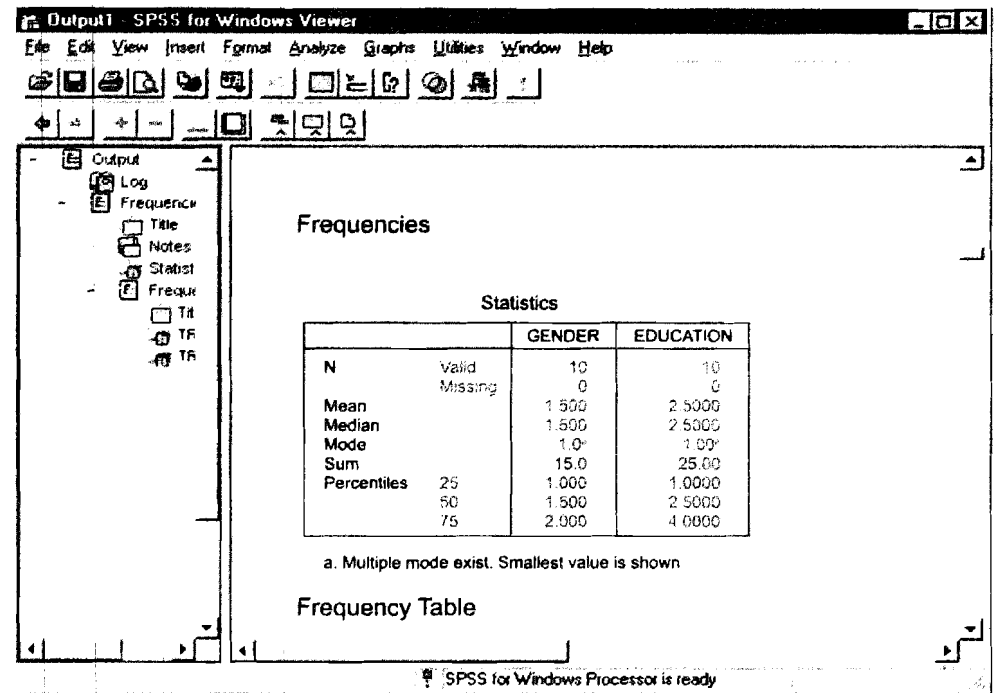 Output1 - SPSS for Windows Viewer
File Edit View Insert Format Analyze Graphs Utilities Window Help
Output
Log
Frequencie
Title
Notes
Statist
Freque
Tit
Frequencies
Statistics
GENDER EDUCATION
N Valid 10 10
Missing 0 0
Mean 1.500 2.5000
Median 1.500 2.5000
Mode 1.0a 1.00a
Sum 15.0 25.00
Percentiles 25 1.000 1.0000
50 1.500 2.5000
75 2.000 4.0000
a. Multiple mode exist. Smallest value is shown
Frequency Table
SPSS for Windows Processor is ready